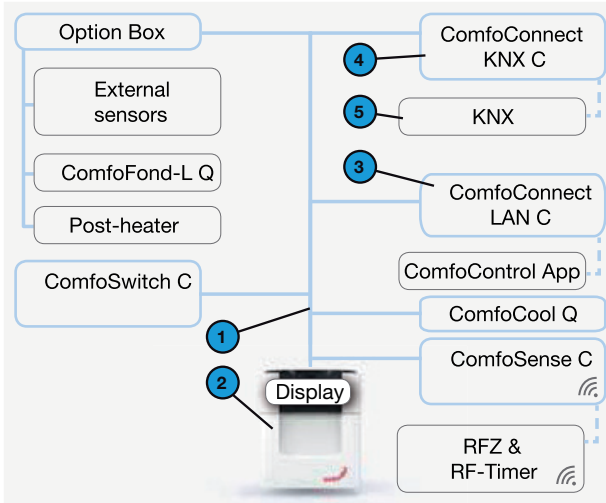 Option Box
External
sensors
ComfoFond-L Q
Post-heater
ComfoSwitch C
ComfoConnect
KNX C
4
5
KNX
3
ComfoConnect
LAN C
ComfoControl App
ComfoCool Q
1
ComfoSense C
2
Display
RFZ &
RF-Timer